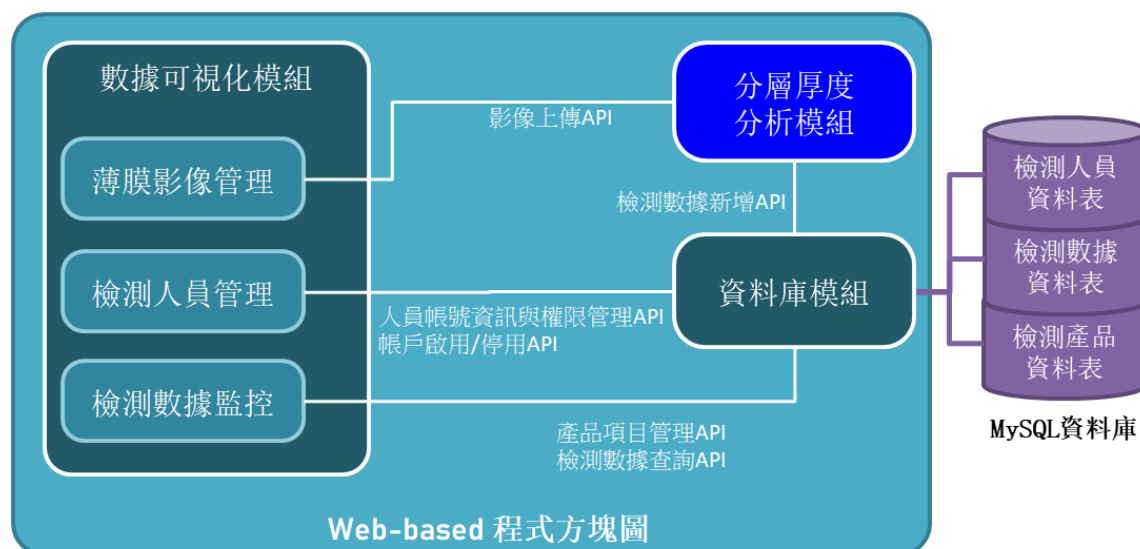 數據可視化模組
薄膜影像管理
檢測人員管理
檢測數據監控
影像上傳API
分層厚度
分析模組
檢測數據新增API
資料庫模組
人員帳號資訊與權限管理API
帳戶啟用/停用API
產品項目管理API
檢測數據查詢API
Web-based 程式方塊圖
檢測人員
資料表
檢測數據
資料表
檢測產品
資料表
MySQL資料庫